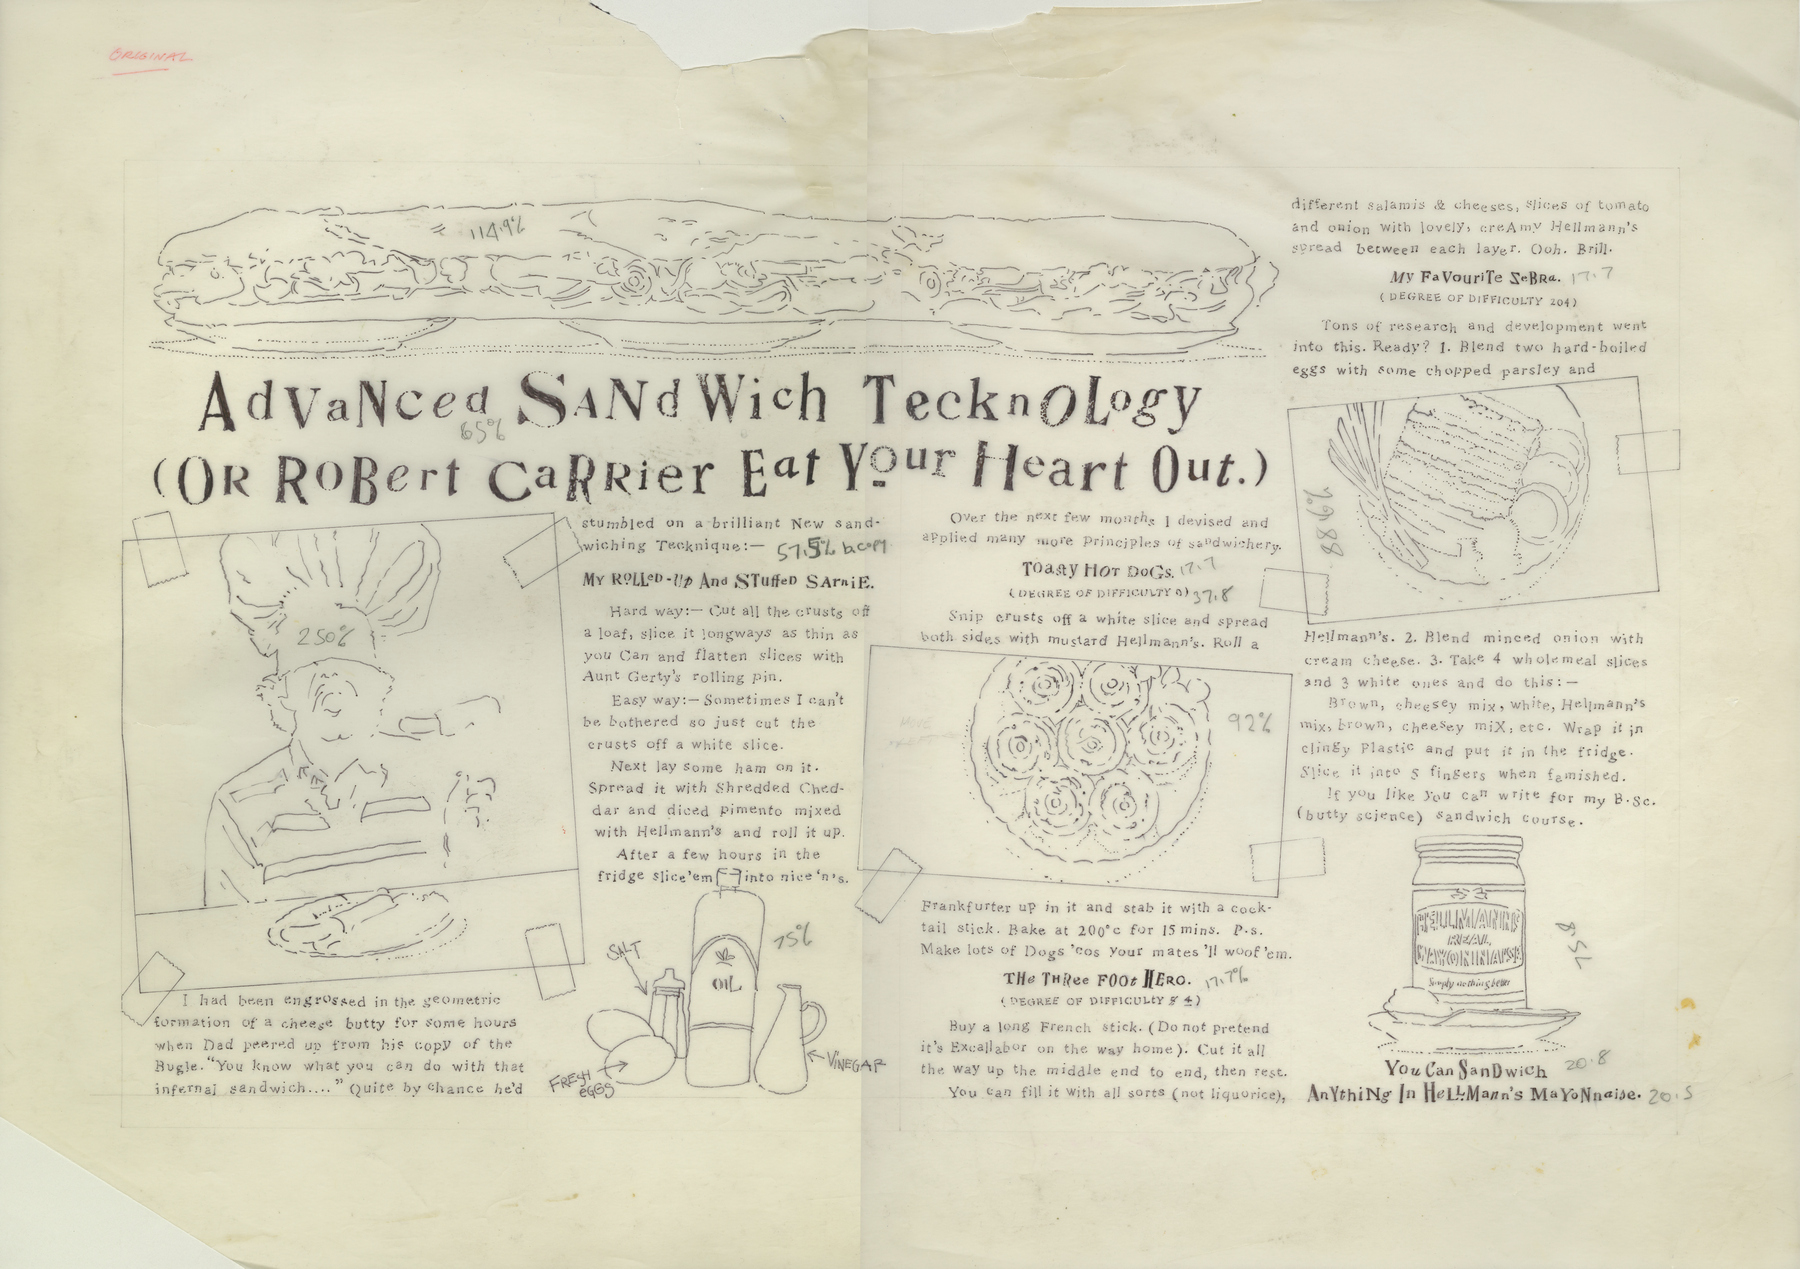 ORIGINAL
114.9%
AdVaNced SANdWich TecknOLogy
65%
(OR RoBert CaRRier Eat Your Heart Out.)
250%
I had been engrossed in the geometric
formation of a cheese butty for some hours
when Dad peered up from his copy of the
Bugle. "You know what you can do with that
infernal sandwich...." Quite by chance he'd
stumbled on a brilliant New sand-
wiching Tecknique:—
57.5% b.copy
MY ROLLeD-Up And STuffeD SArniE.
Hard way:— Cut all the crusts off
a loaf, slice it longways as thin as
you Can and flatten slices with
Aunt Gerty's rolling pin.
Easy way:— Sometimes I can't
be bothered so just cut the
crusts off a white slice.
Next lay some ham on it.
Spread it with Shredded Ched-
dar and diced pimento mixed
with Hellmann's and roll it up.
After a few hours in the
fridge slice'em into nice'n's.
75%
SALT
OIL
FRESH
eGGS
VINEGAR
Over the next few months I devised and
applied many more Principles of sandwichery.
Toasty HOT DoGS. 17.7
(DEGREE OF DIFFICULTY 9) 37.8
Snip crusts off a white slice and spread
both sides with mustard Hellmann's. Roll a
MOVE
92%
Frankfurter up in it and stab it with a cock-
tail stick. Bake at 200°c for 15 mins. P.s.
Make lots of Dogs 'cos your mates'll woof'em.
THe THRee FOOt HERO. 17.7%
(DEGREE OF DIFFICULTY 4)
Buy a long French stick. (Do not pretend
it's Excallabor on the way home). Cut it all
the way up the middle end to end, then rest.
You can fill it with all sorts (not liquorice),
different salamis & cheeses, slices of tomato
and onion with lovely, creAmy Hellmann's
spread between each layer. Ooh. Brill.
MY FaVouriTe ZeBRa. 17.7
(DEGREE OF DIFFICULTY 204)
Tons of research and development went
into this. Ready? 1. Blend two hard-boiled
eggs with some chopped parsley and
88.6%
Hellmann's. 2. Blend minced onion with
cream cheese. 3. Take 4 wholemeal slices
and 3 white ones and do this:—
Brown, cheesey mix, white, Hellmann's
mix, brown, cheesey miX, etc. Wrap it in
clingy Plastic and put it in the fridge.
Slice it into 5 fingers when famished.
If you like you can write for my B.Sc.
(butty science) sandwich course.
HELLMANNS
REAL
MAYONNAISE
Simply nothing better
You Can SanDwich 20.8
AnYthiNg In HeLLMann's MaYoNnaise. 20.5